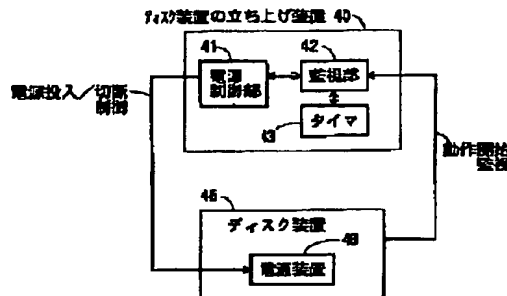 ディスク装置の立ち上げ装置 40
41
42
電源
制御部
監視部
電源投入/切断
制御
43
タイマ
動作開始
監視
45
ディスク装置
46
電源装置